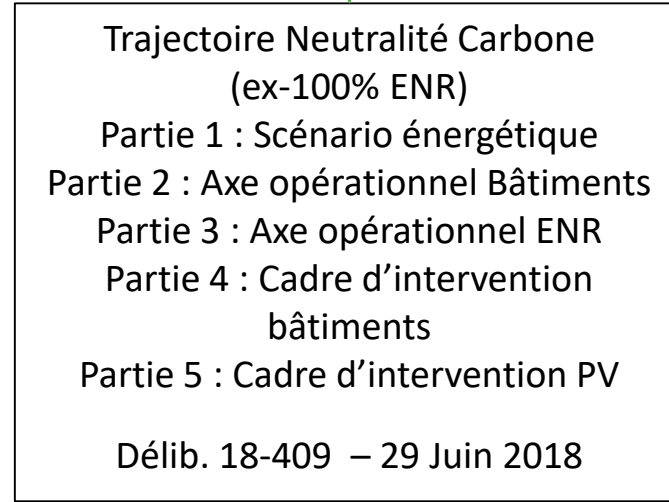 Trajectoire Neutralité Carbone
(ex-100% ENR)
Partie 1 : Scénario énergétique
Partie 2 : Axe opérationnel Bâtiments
Partie 3 : Axe opérationnel ENR
Partie 4 : Cadre d’intervention
bâtiments
Partie 5 : Cadre d’intervention PV
Délib. 18-409 – 29 Juin 2018